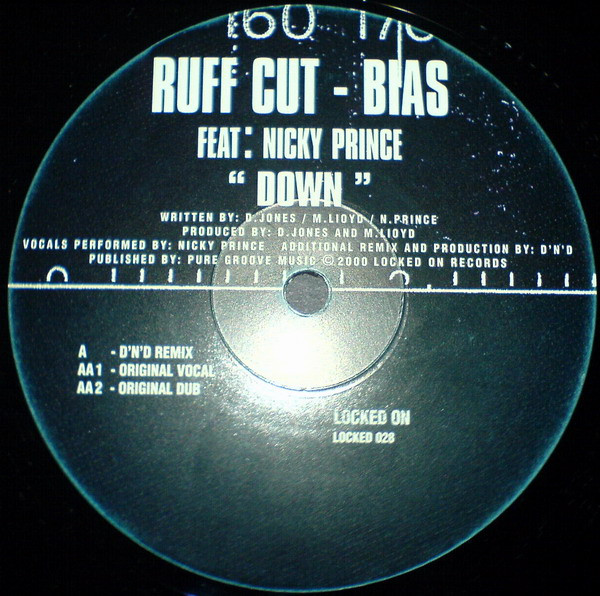 160 170
RUFF CUT - BIAS
FEAT: NICKY PRINCE
“ DOWN ”
WRITTEN BY: D.JONES / M.LIOYD / N.PRINCE
PRODUCED BY: D.JONES AND M.LIOYD
VOCALS PERFORMED BY: NICKY PRINCE ADDITIONAL REMIX AND PRODUCTION BY: D'N'D
PUBLISHED BY: PURE GROOVE MUSIC ©2000 LOCKED ON RECORDS
A - D'N'D REMIX
AA1 - ORIGINAL VOCAL
AA2 - ORIGINAL DUB
LOCKED ON
LOCKED 028